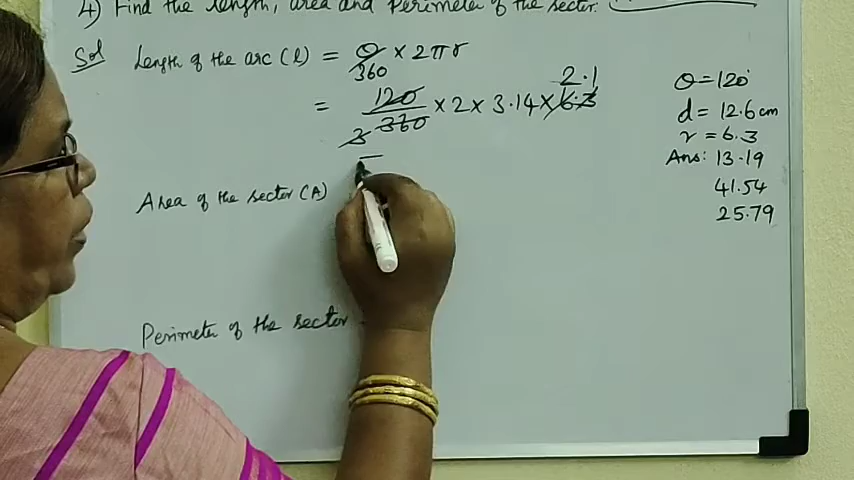 4) Find the length, area and Perimeter of the sector.
Sol Length of the arc (l) = θ/360 × 2πr
= 120/360 × 2 × 3.14 × 6.3
3 2.1
Area of the sector (A)
Perimeter of the sector
θ = 120°
d = 12.6 cm
r = 6.3
Ans: 13.19
41.54
25.79